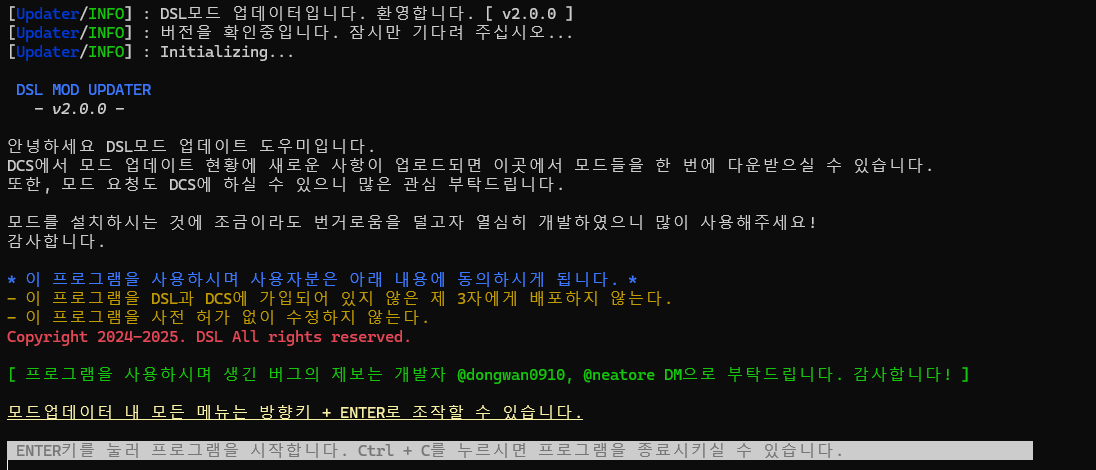 [Updater/INFO] : DSL모드 업데이터입니다. 환영합니다. [ v2.0.0 ]
[Updater/INFO] : 버전을 확인중입니다. 잠시만 기다려 주십시오...
[Updater/INFO] : Initializing...
DSL MOD UPDATER
- v2.0.0 -
안녕하세요 DSL모드 업데이트 도우미입니다.
DCS에서 모드 업데이트 현황에 새로운 사항이 업로드되면 이곳에서 모드들을 한 번에 다운받으실 수 있습니다.
또한, 모드 요청도 DCS에 하실 수 있으니 많은 관심 부탁드립니다.
모드를 설치하시는 것에 조금이라도 번거로움을 덜고자 열심히 개발하였으니 많이 사용해주세요!
감사합니다.
* 이 프로그램을 사용하시며 사용자분은 아래 내용에 동의하시게 됩니다. *
- 이 프로그램을 DSL과 DCS에 가입되어 있지 않은 제 3자에게 배포하지 않는다.
- 이 프로그램을 사전 허가 없이 수정하지 않는다.
Copyright 2024-2025. DSL All rights reserved.
[ 프로그램을 사용하시며 생긴 버그의 제보는 개발자 @dongwan0910, @neatore DM으로 부탁드립니다. 감사합니다! ]
모드업데이터 내 모든 메뉴는 방향키 + ENTER로 조작할 수 있습니다.
ENTER키를 눌러 프로그램을 시작합니다. Ctrl + C를 누르시면 프로그램을 종료시키실 수 있습니다.